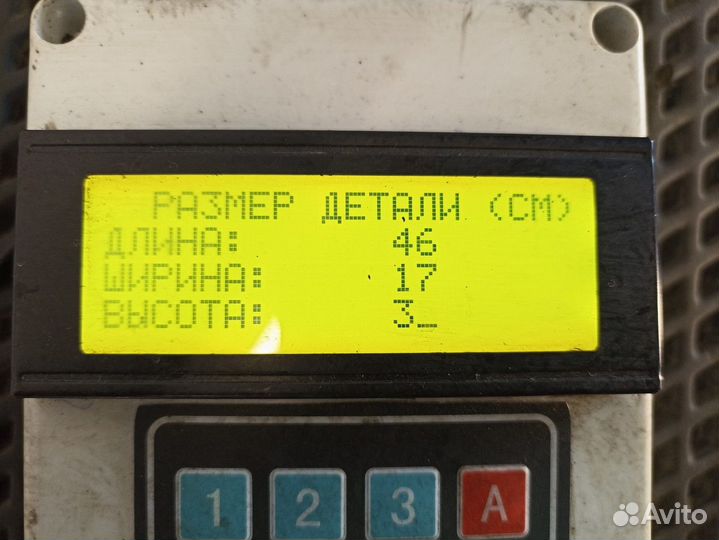 РАЗМЕР ДЕТАЛИ (СМ)
ДЛИНА: 46
ШИРИНА: 17
ВЫСОТА: 3_
1 2 3 A
Avito